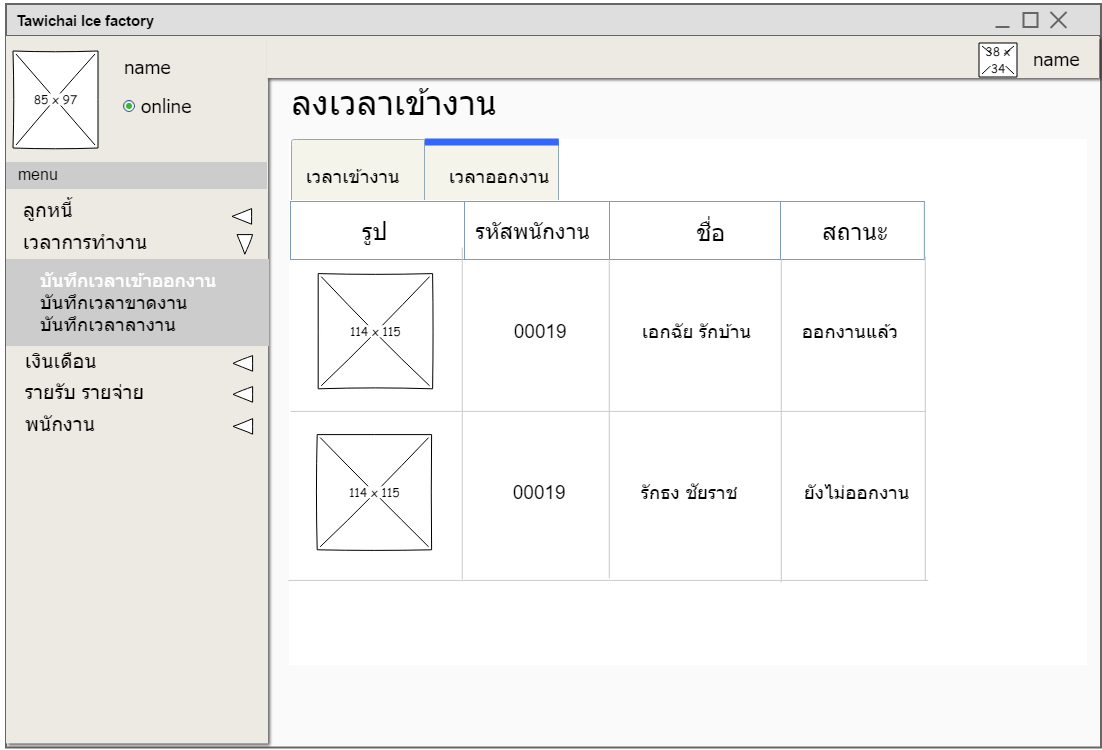 Tawichai Ice factory
38 x 34
name
85 x 97
name
online
ลงเวลาเข้างาน
menu
ลูกหนี้
เวลาการทำงาน
บันทึกเวลาเข้าออกงาน
บันทึกเวลาขาดงาน
บันทึกเวลาลางาน
เงินเดือน
รายรับ รายจ่าย
พนักงาน
เวลาเข้างาน เวลาออกงาน
รูป รหัสพนักงาน ชื่อ สถานะ
114 x 115 00019 เอกฉัย รักบ้าน ออกงานแล้ว
114 x 115 00019 รักธง ชัยราช ยังไม่ออกงาน